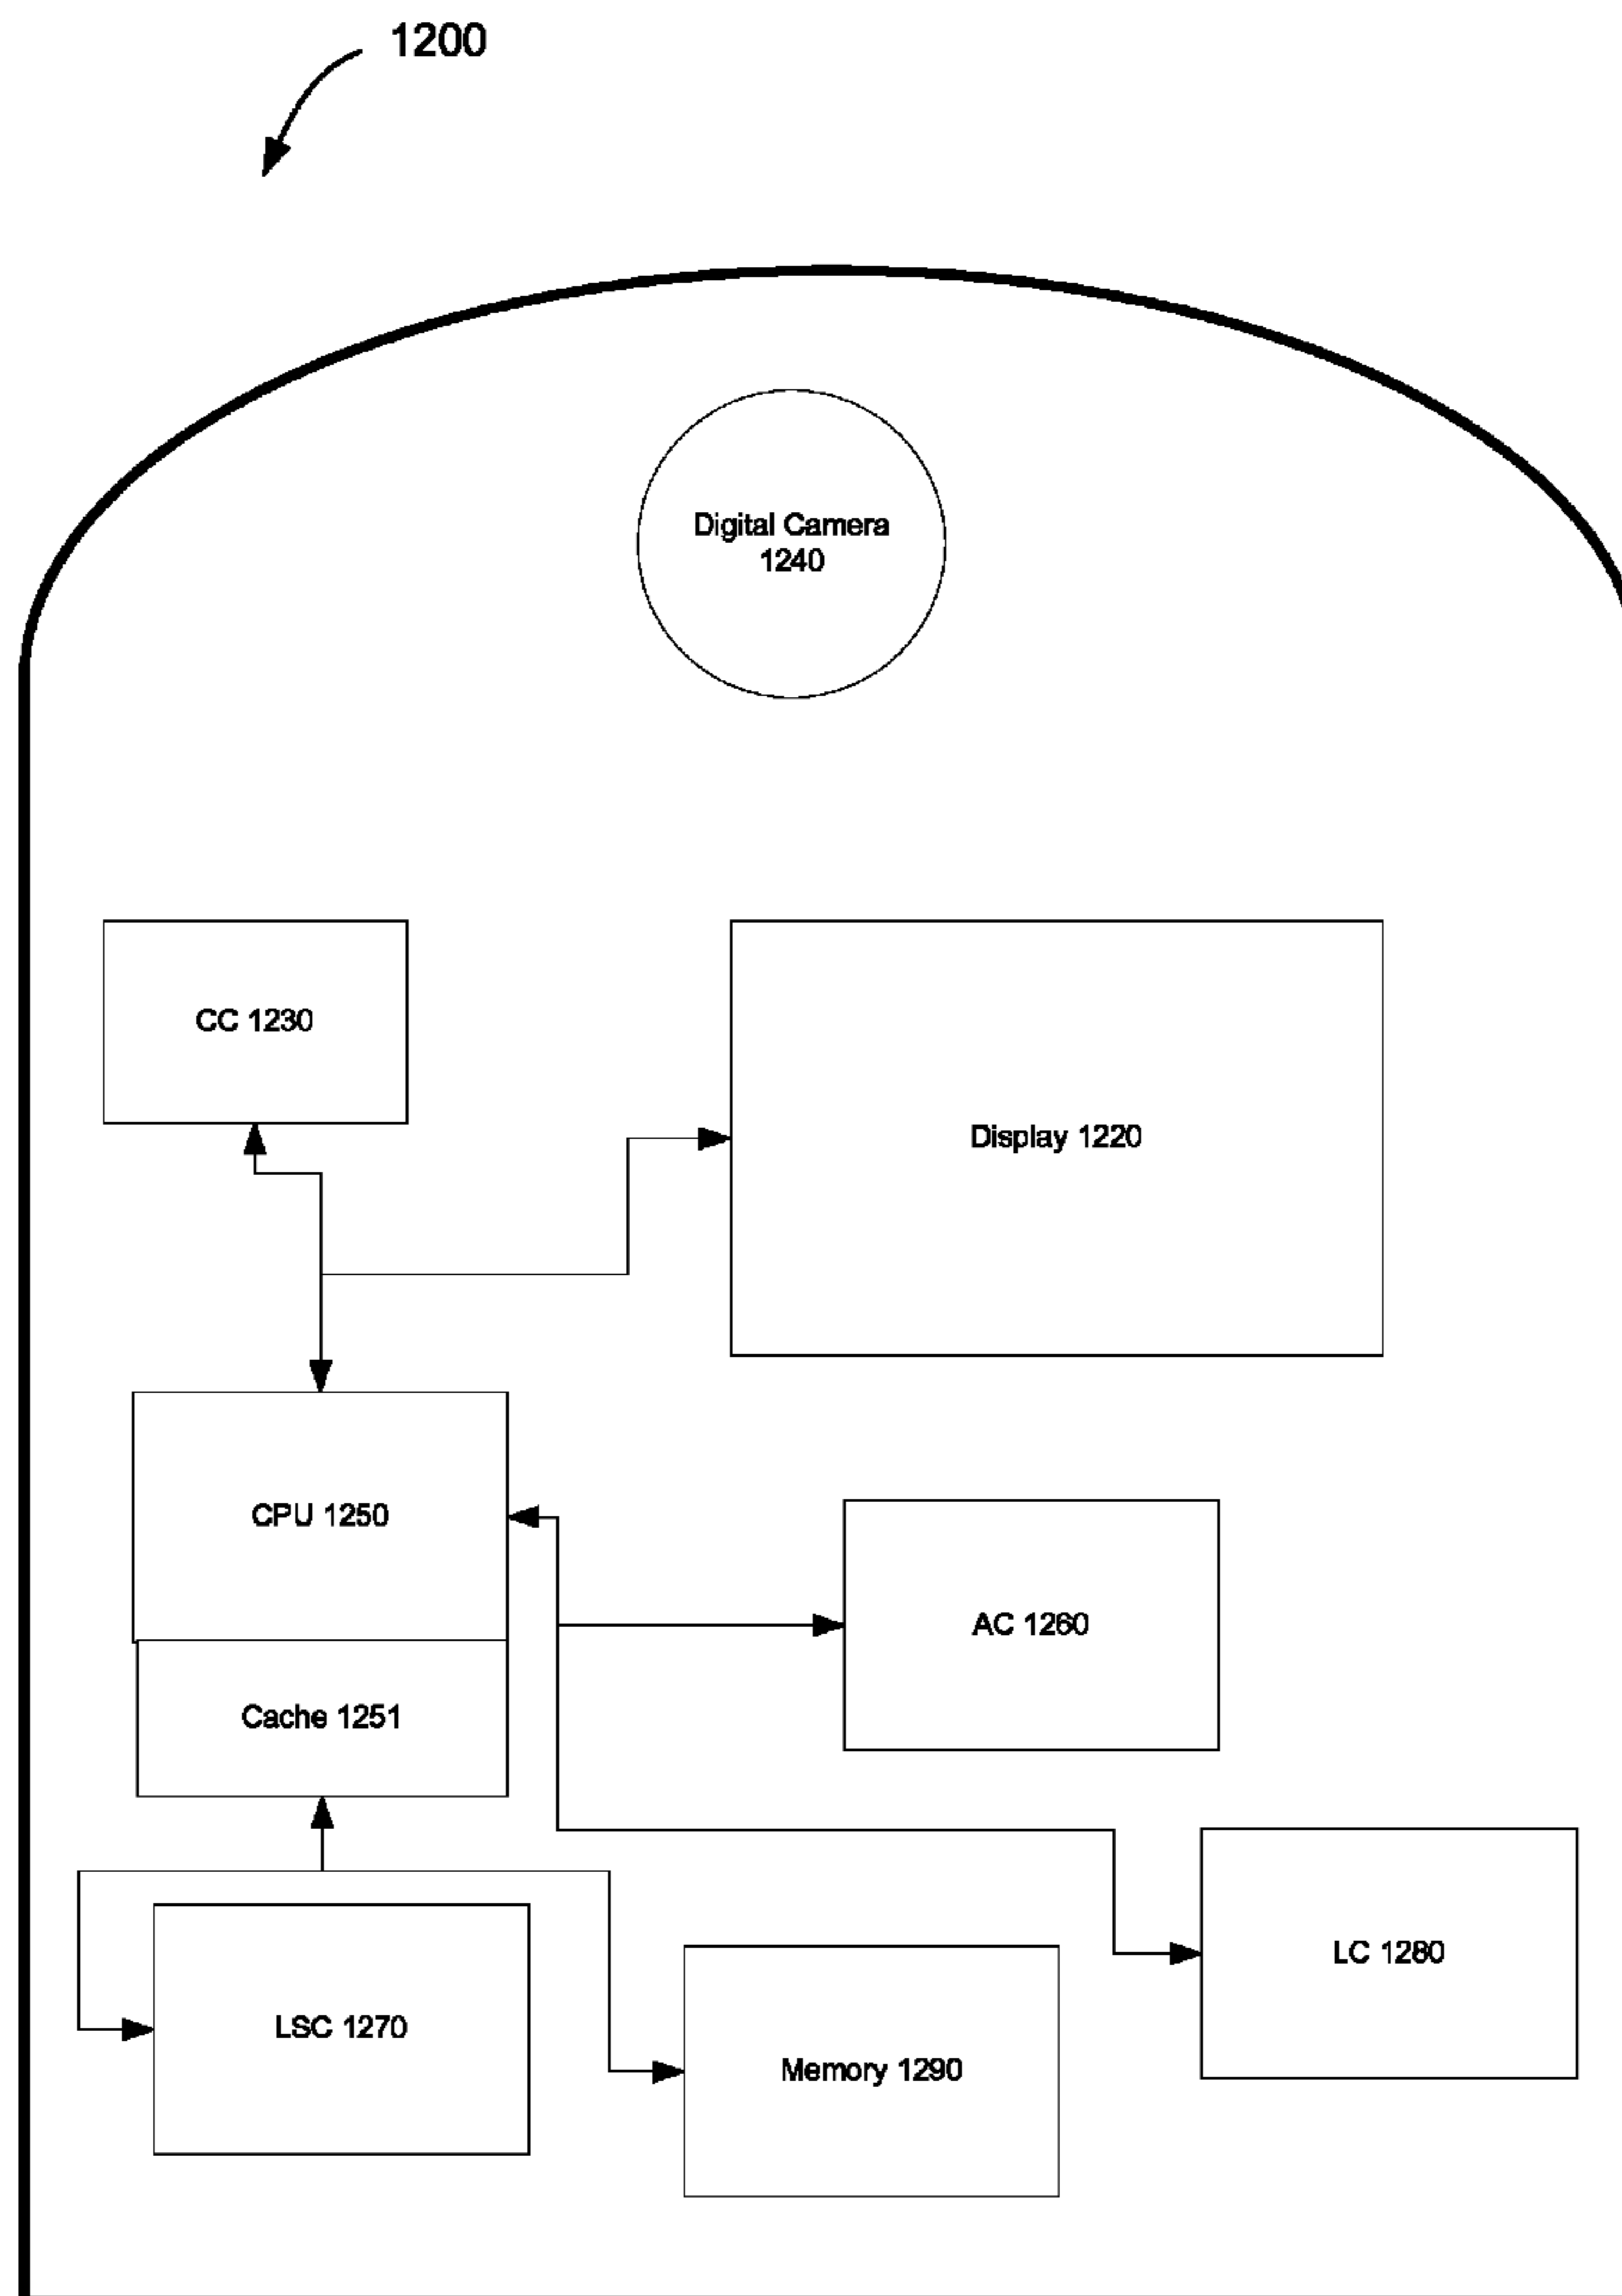 1200
Digital Camera
1240
CC 1230
Display 1220
CPU 1250
AC 1260
Cache 1251
LC 1280
LSC 1270
Memory 1290